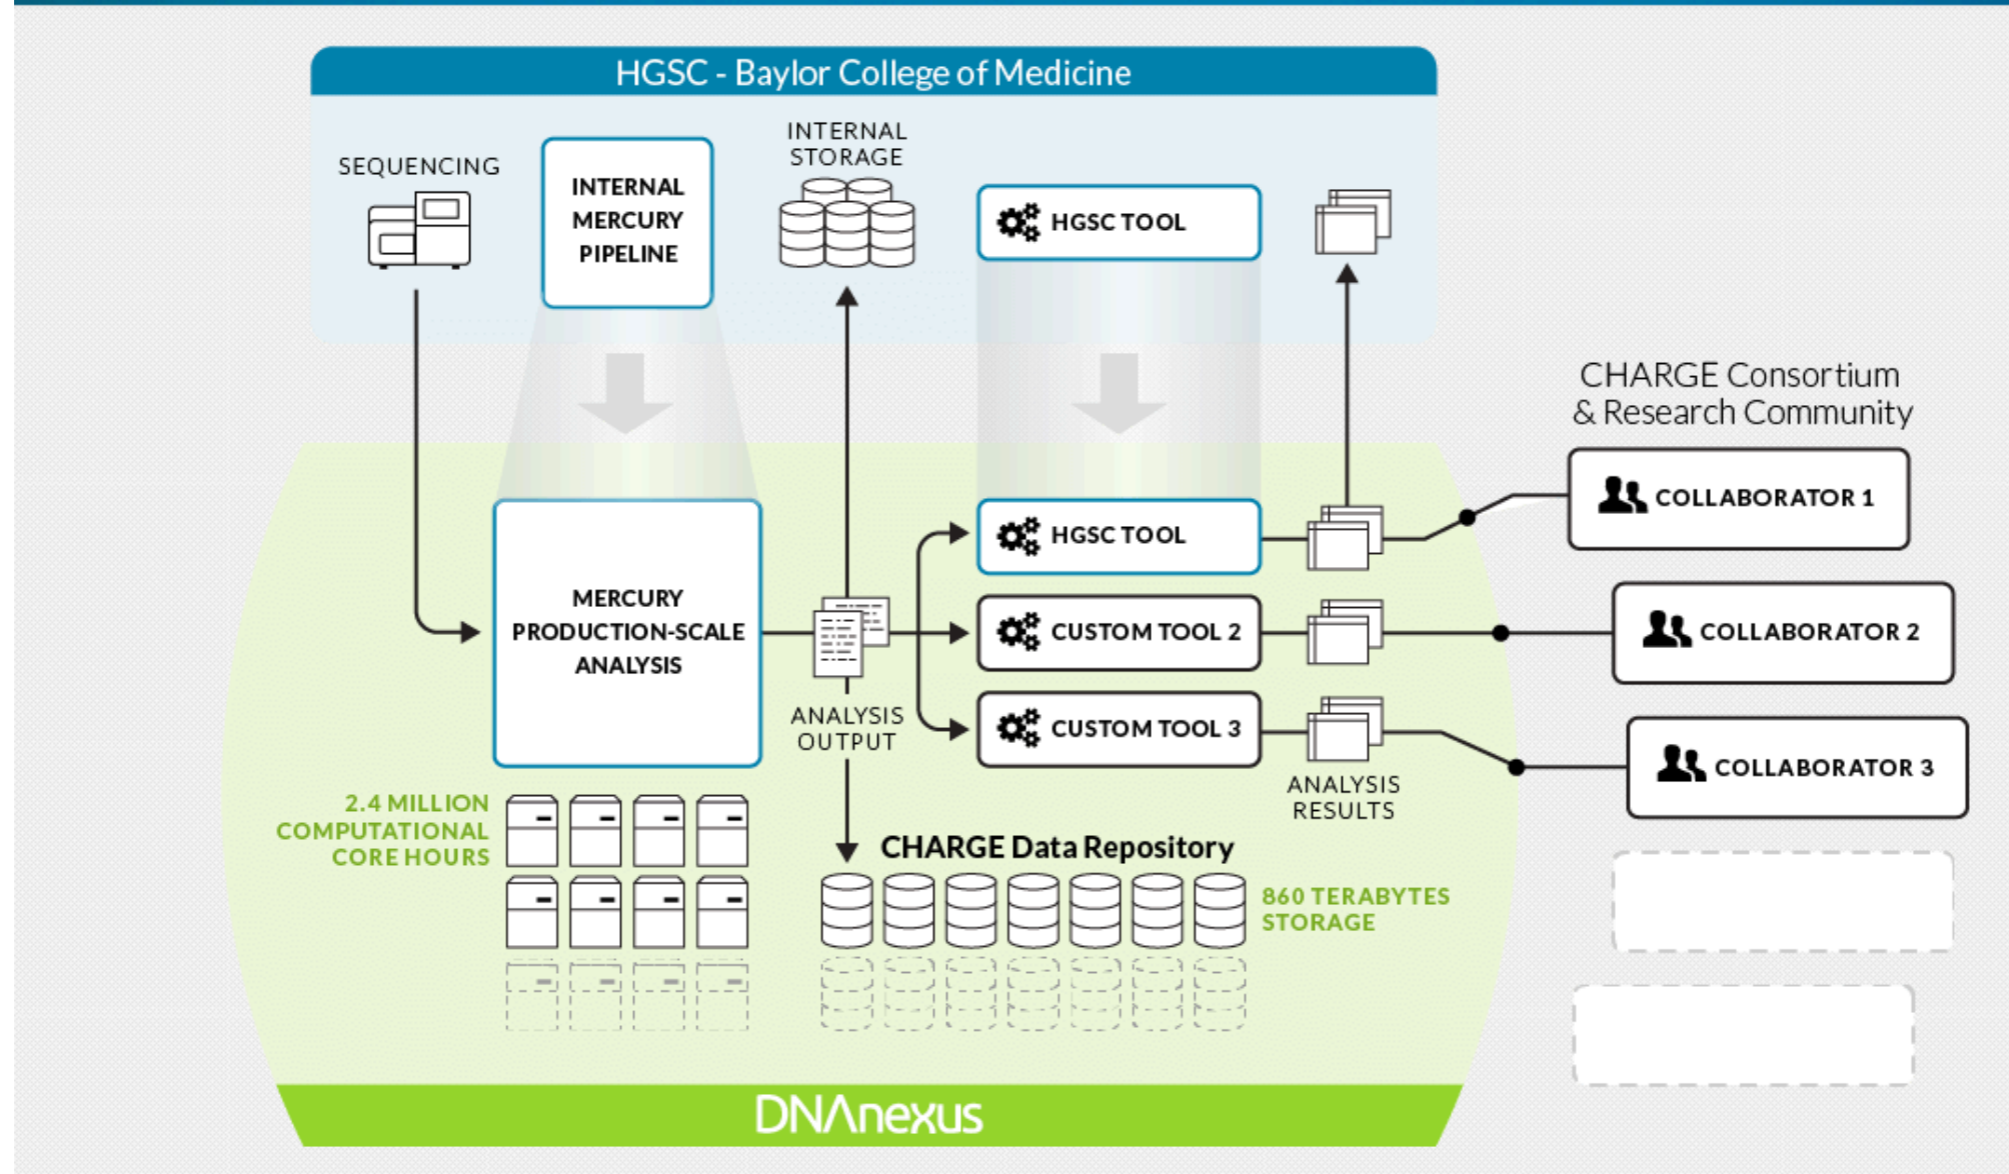 HGSC - Baylor College of Medicine
SEQUENCING
INTERNAL
MERCURY
PIPELINE
INTERNAL
STORAGE
HGSC TOOL
CHARGE Consortium
& Research Community
COLLABORATOR 1
COLLABORATOR 2
COLLABORATOR 3
MERCURY
PRODUCTION-SCALE
ANALYSIS
ANALYSIS
OUTPUT
HGSC TOOL
CUSTOM TOOL 2
CUSTOM TOOL 3
ANALYSIS
RESULTS
2.4 MILLION
COMPUTATIONAL
CORE HOURS
CHARGE Data Repository
860 TERABYTES
STORAGE
DNAnexus